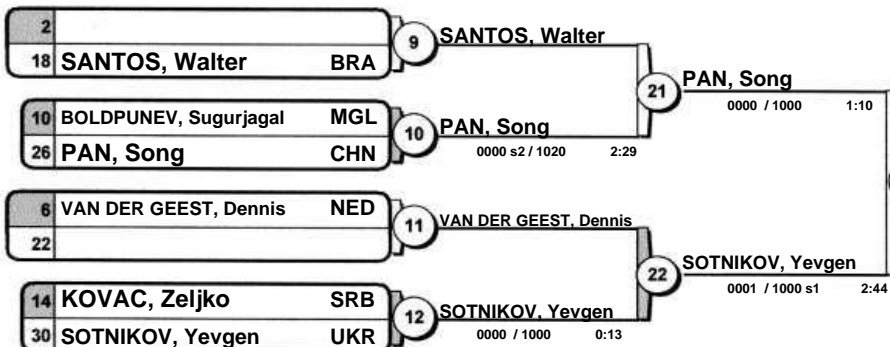 2
18 SANTOS, Walter BRA
9 SANTOS, Walter
10 BOLDPUNEV, Sugurjagal MGL
26 PAN, Song CHN
10 PAN, Song
0000 s2 / 1020 2:29
21 PAN, Song
0000 / 1000 1:10
6 VAN DER GEEST, Dennis NED
22
11 VAN DER GEEST, Dennis
14 KOVAC, Zeljko SRB
30 SOTNIKOV, Yevgen UKR
12 SOTNIKOV, Yevgen
0000 / 1000 0:13
22 SOTNIKOV, Yevgen
0001 / 1000 s1 2:44